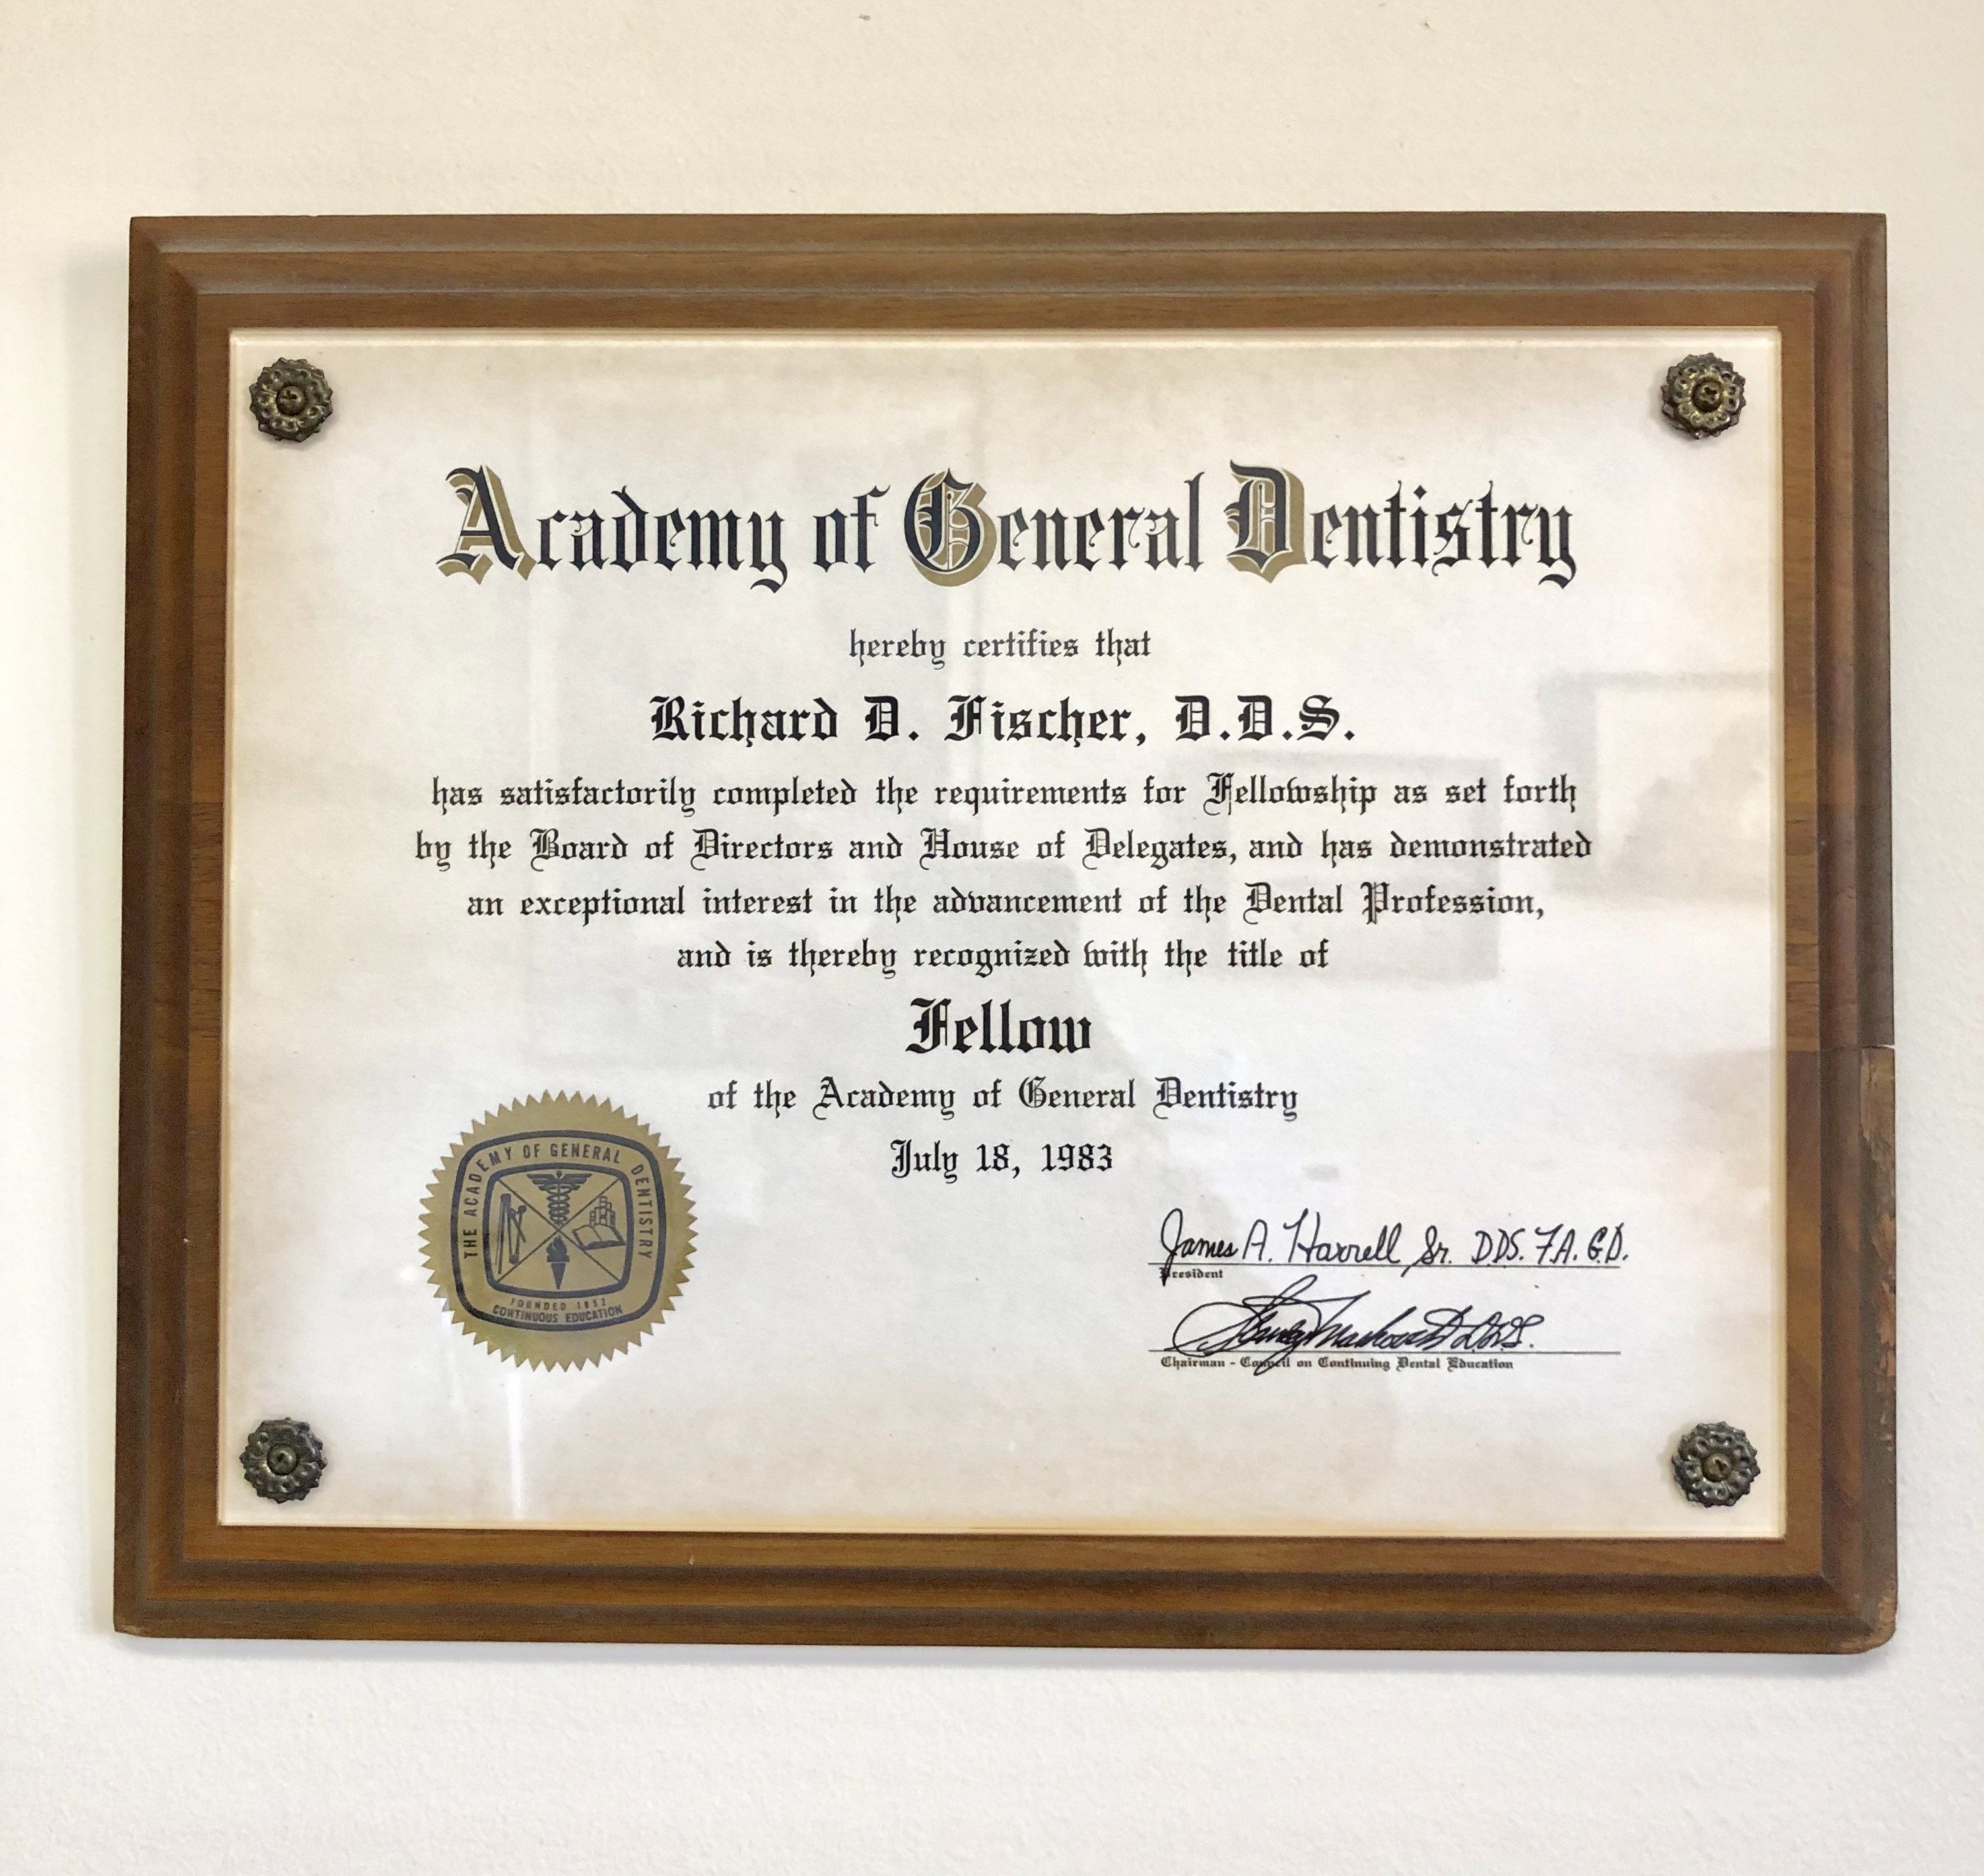 Academy of General Dentistry
hereby certifies that
Richard D. Fischer, D.D.S.
has satisfactorily completed the requirements for Fellowship as set forth
by the Board of Directors and House of Delegates, and has demonstrated
an exceptional interest in the advancement of the Dental Profession,
and is thereby recognized with the title of
Fellow
of the Academy of General Dentistry
July 18, 1983
THE ACADEMY OF GENERAL DENTISTRY
FOUNDED 1952
CONTINUOUS EDUCATION
James A. Harrell Sr. DDS. F.A.G.D.
President
D.D.S.
Chairman - Council on Continuing Dental Education